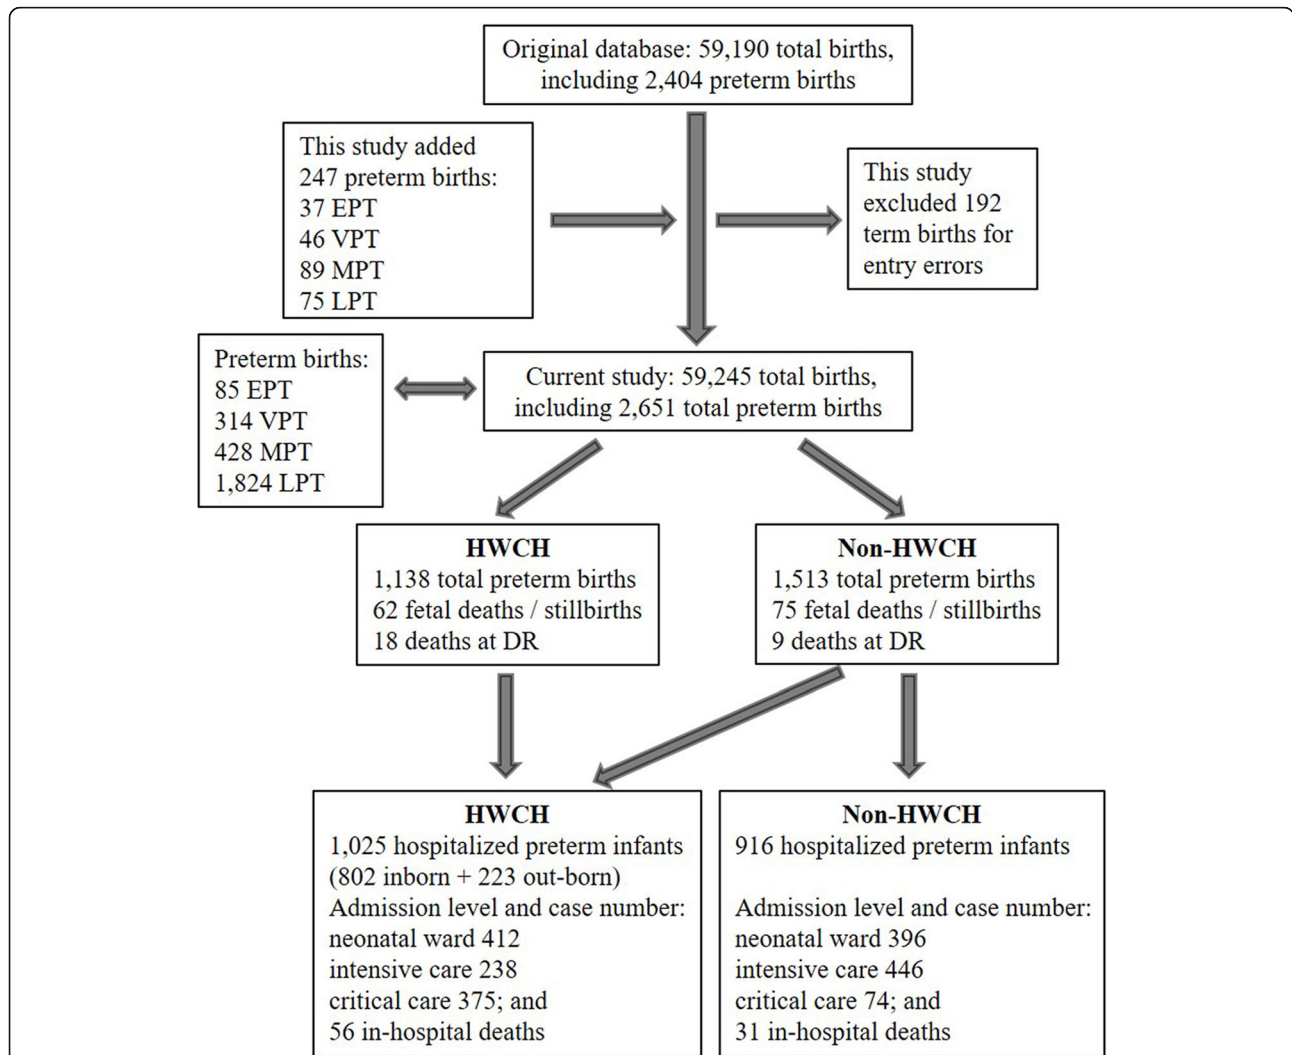 Original database: 59,190 total births,
including 2,404 preterm births
This study added
247 preterm births:
37 EPT
46 VPT
89 MPT
75 LPT
This study
excluded 192
term births for
entry errors
Preterm births:
85 EPT
314 VPT
428 MPT
1,824 LPT
Current study: 59,245 total births,
including 2,651 total preterm births
HWCH
1,138 total preterm births
62 fetal deaths / stillbirths
18 deaths at DR
Non-HWCH
1,513 total preterm births
75 fetal deaths / stillbirths
9 deaths at DR
HWCH
1,025 hospitalized preterm infants
(802 inborn + 223 out-born)
Admission level and case number:
neonatal ward 412
intensive care 238
critical care 375; and
56 in-hospital deaths
Non-HWCH
916 hospitalized preterm infants
Admission level and case number:
neonatal ward 396
intensive care 446
critical care 74; and
31 in-hospital deaths